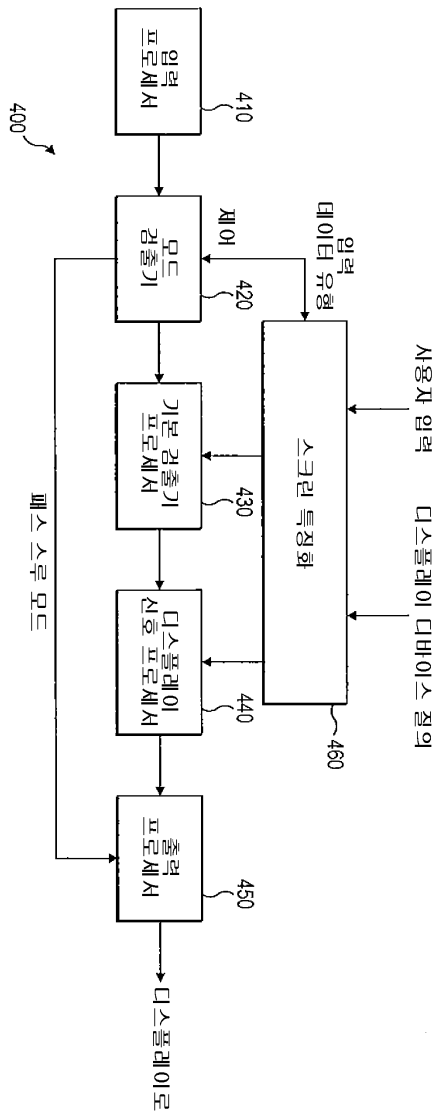 사용자 입력
디스플레이 디바이스 질의
입력
데이터 유형
스크린 특징화
460
제어
410
입력
프로세서
420
모드
검출기
430
기본 검출기
프로세서
440
디스플레이
신호 프로세서
450
출력
프로세서
디스플레이로
패스 스루 모드
400